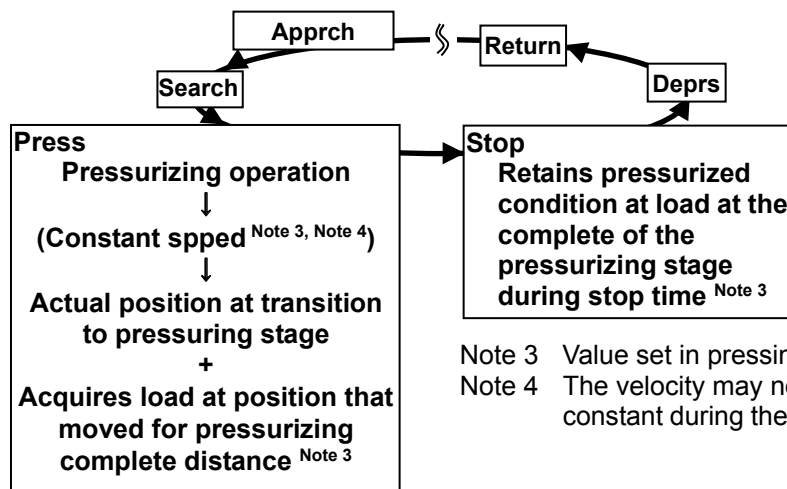 Apprch
Return
Search
Deprs
Press
Pressurizing operation
↓
(Constant spped Note 3, Note 4)
↓
Actual position at transition
to pressuring stage
+
Acquires load at position that
moved for pressurizing
complete distance Note 3
Stop
Retains pressurized
condition at load at the
complete of the
pressurizing stage
during stop time Note 3
Note 3 Value set in
Note 4 The velocity may
constant during the